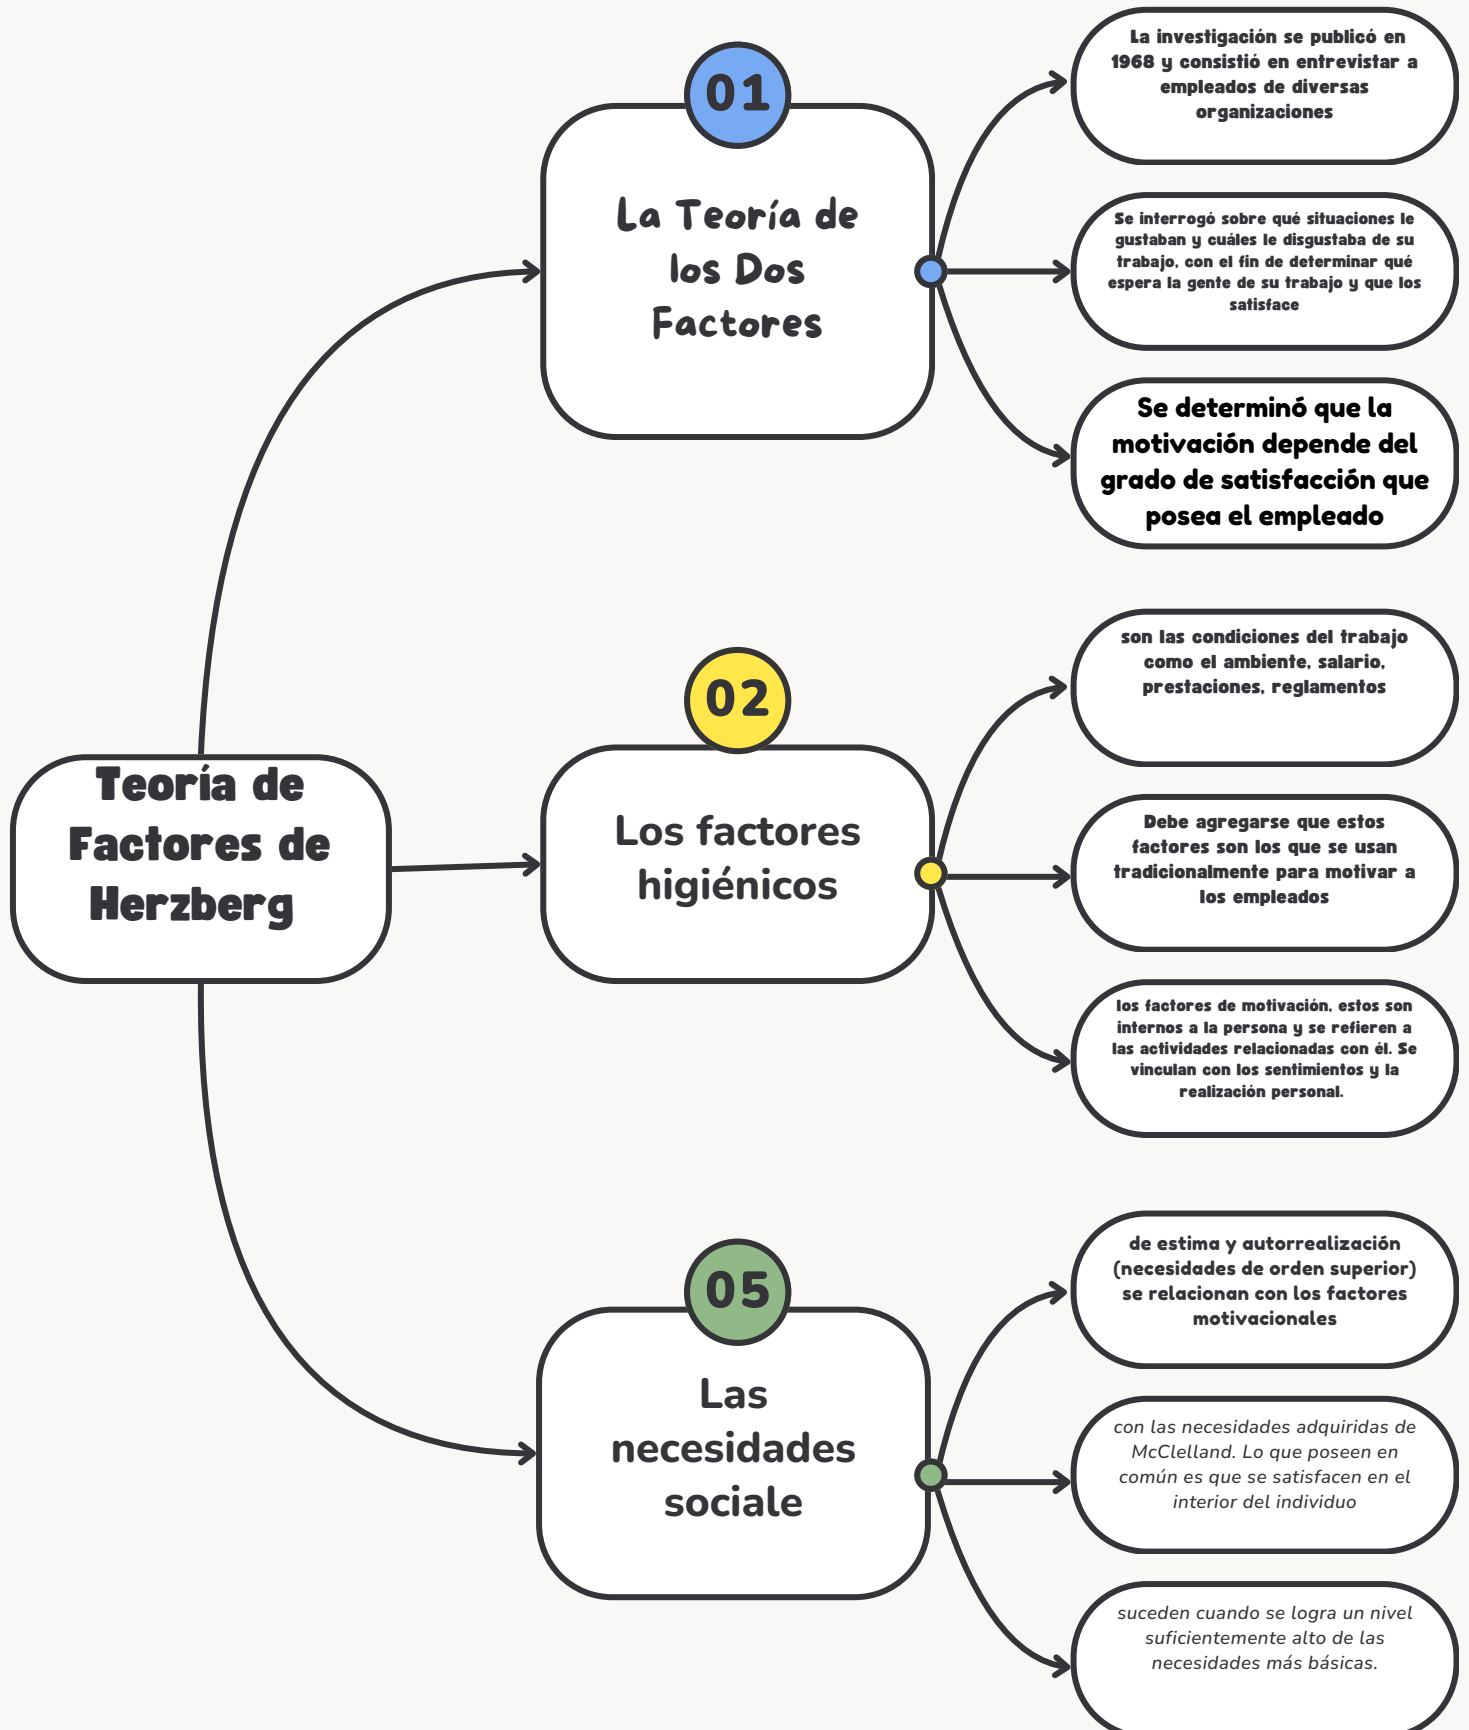 Teoría de
Factores de
Herzberg
01
La Teoría de
los Dos
Factores
La investigación se publicó en
1968 y consistió en entrevistar a
empleados de diversas
organizaciones
Se interrogó sobre qué situaciones le
gustaban y cuáles le disgustaba de su
trabajo, con el fin de determinar qué
espera la gente de su trabajo y que los
satisface
Se determinó que la
motivación depende del
grado de satisfacción que
posea el empleado
02
Los factores
higiénicos
son las condiciones del trabajo
como el ambiente, salario,
prestaciones, reglamentos
Debe agregarse que estos
factores son los que se usan
tradicionalmente para motivar a
los empleados
los factores de motivación, estos son
internos a la persona y se refieren a
las actividades relacionadas con él. Se
vinculan con los sentimientos y la
realización personal.
05
Las
necesidades
sociale
de estima y autorrealización
(necesidades de orden superior)
se relacionan con los factores
motivacionales
con las necesidades adquiridas de
McClelland. Lo que poseen en
común es que se satisfacen en el
interior del individuo
suceden cuando se logra un nivel
suficientemente alto de las
necesidades más básicas.